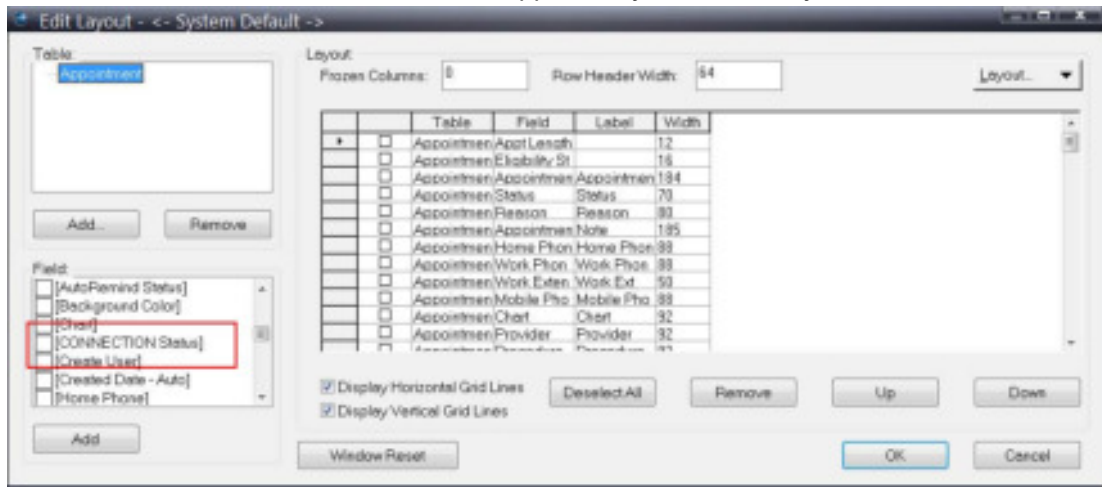 Edit Layout - <- System Default ->
Table:
Appointment
Add...
Remove
Field:
[AutoRemind Status]
[Background Color]
[Chart]
[CONNECTION Status]
[Create User]
[Created Date - Auto]
[Home Phone]
Add
Layout:
Frozen Columns: 0 Row Header Width: 64 Layout...
Table Field Label Width
Appointmen Appt Length 12
Appointmen Eligibility St 16
Appointmen Appointmen Appointmen 184
Appointmen Status Status 70
Appointmen Reason Reason 80
Appointmen Appointmen Note 185
Appointmen Home Phon Home Phon 88
Appointmen Work Phon Work Phon 88
Appointmen Work Exten Work Ext 50
Appointmen Mobile Pho Mobile Pho 88
Appointmen Chart Chart 92
Appointmen Provider Provider 92
Display Horizontal Grid Lines
Display Vertical Grid Lines
Deselect All Remove Up Down
Window Reset OK Cancel